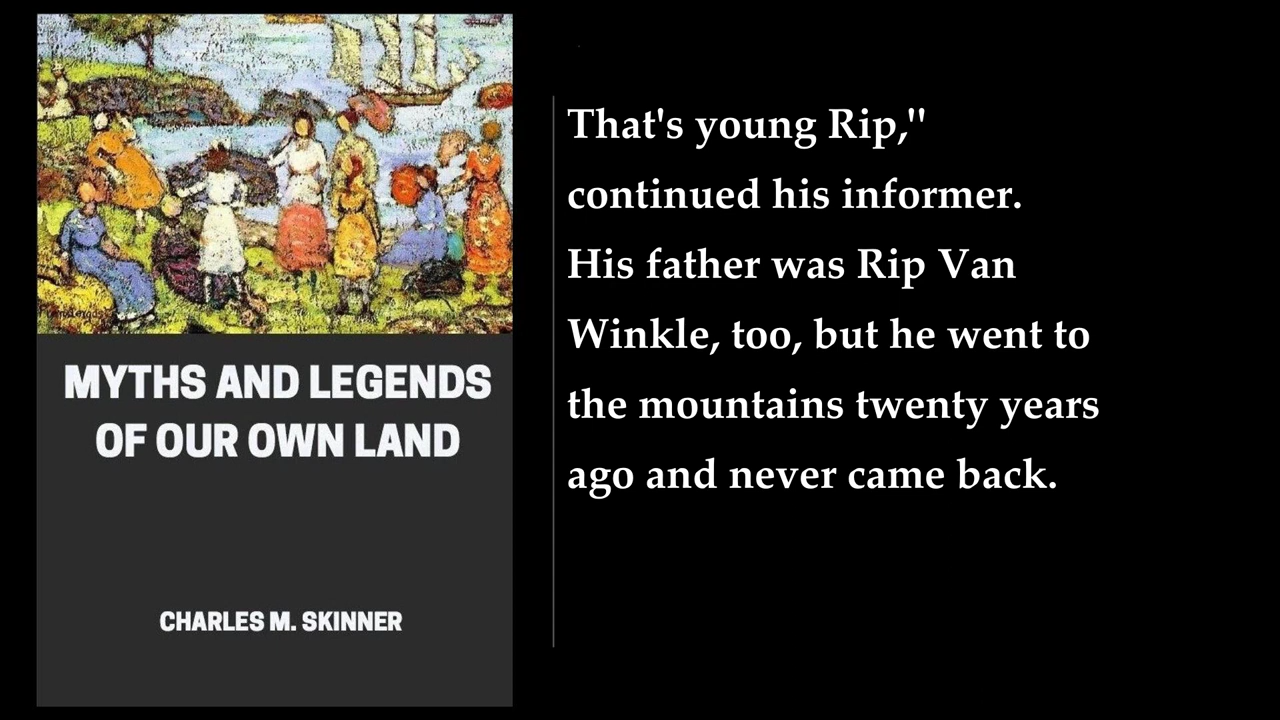 MYTHS AND LEGENDS
OF OUR OWN LAND
CHARLES M. SKINNER
That's young Rip,"
continued his informer.
His father was Rip Van
Winkle, too, but he went to
the mountains twenty years
ago and never came back.